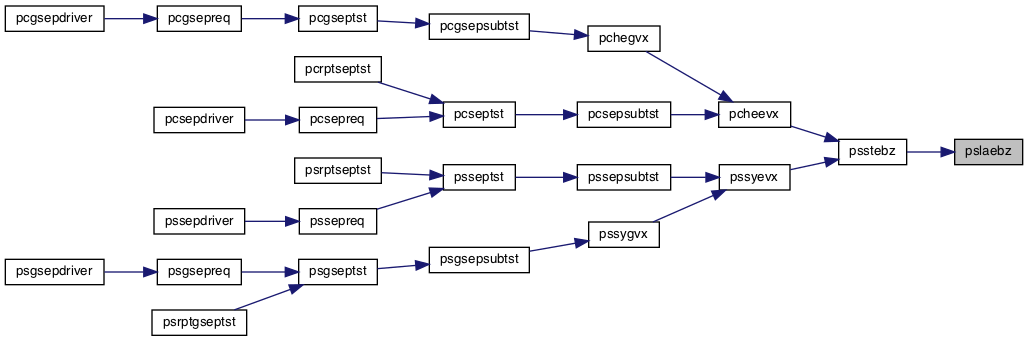 pcgsepdriver
pcgsepreq
pcgseptst
pcgsepsubtst
pchegvx
pcrptseptst
pcsepdriver
pcsepreq
pcseptst
pcsepsubtst
pcheevx
psstebz
pslaebz
psrptseptst
psseptst
pssepsubtst
pssyevx
pssepdriver
pssepreq
pssygvx
psgsepdriver
psgsepreq
psgseptst
psgsepsubtst
psrptgseptst